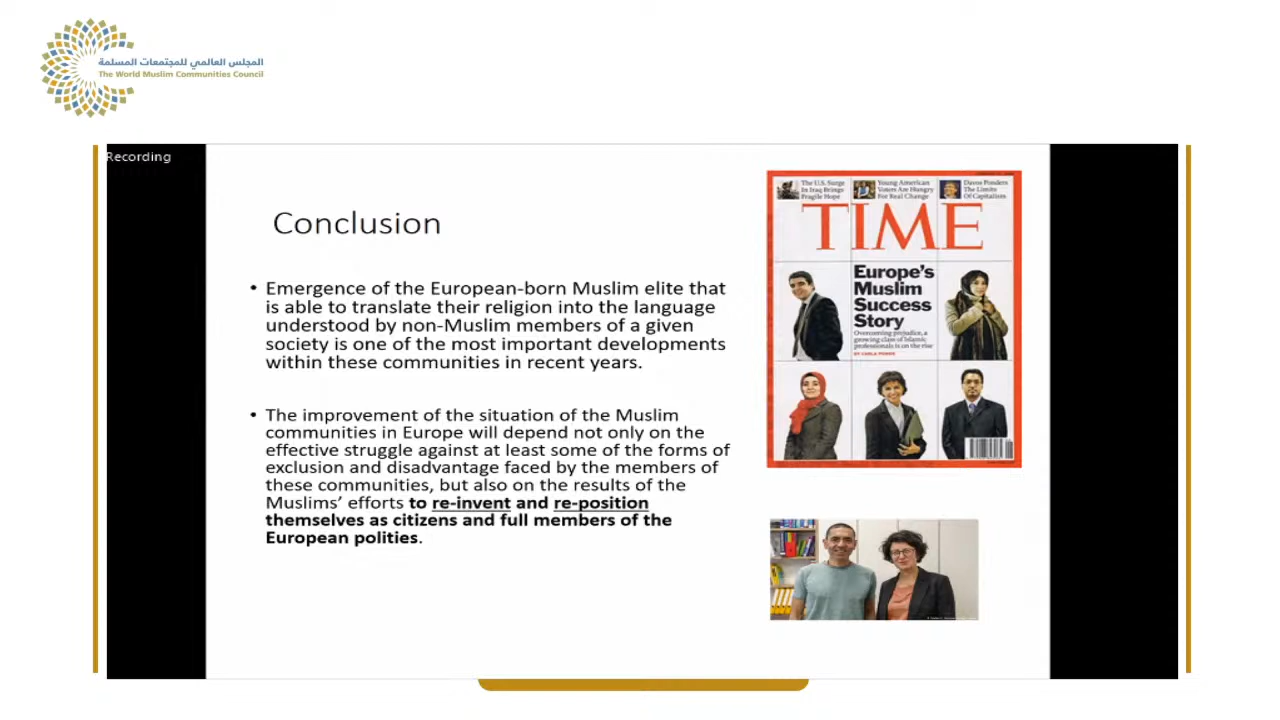 المجلس العالمي للمجتمعات المسلمة
The World Muslim Communities Council
Recording
Conclusion
• Emergence of the European-born Muslim elite that
is able to translate their religion into the language
understood by non-Muslim members of a given
society is one of the most important developments
within these communities in recent years.
• The improvement of the situation of the Muslim
communities in Europe will depend not only on the
effective struggle against at least some of the forms of
exclusion and disadvantage faced by the members of
these communities, but also on the results of the
Muslims’ efforts to re-invent and re-position
themselves as citizens and full members of the
European polities.
The U.S. Surge
In Iraq Brings
Fragile Hope
Young American
Voters Are Hungry
For Real Change
Davos Ponders
The Limits
Of Capitalism
TIME
Europe's
Muslim
Success
Story
Overcoming prejudice, a
growing class of Islamic
professionals is on the rise
BY CARLA POWER